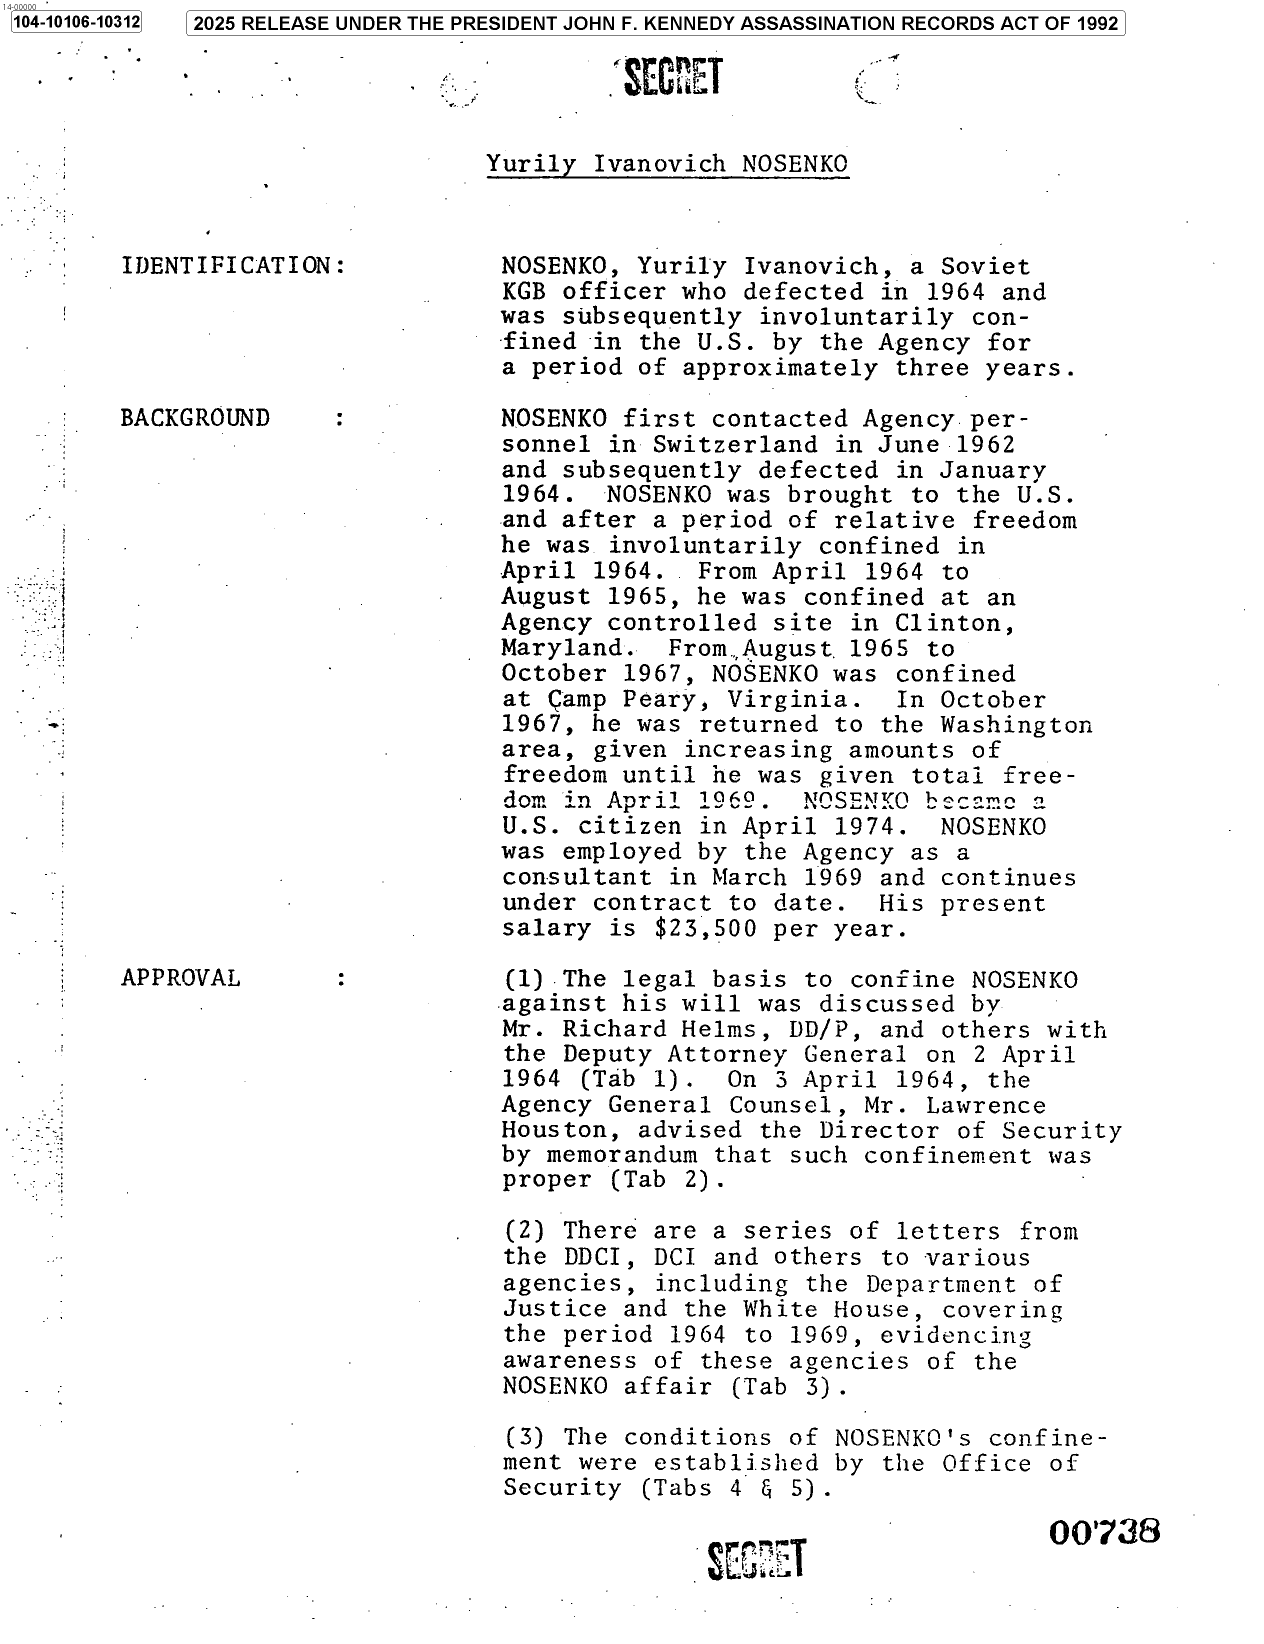 14-00000
104-10106-10312
2025 RELEASE UNDER THE PRESIDENT JOHN F. KENNEDY ASSASSINATION RECORDS ACT OF 1992
SECRET
Yurily Ivanovich NOSENKO
IDENTIFICATION:
NOSENKO, Yurily Ivanovich, a Soviet
KGB officer who defected in 1964 and
was subsequently involuntarily con-
fined in the U.S. by the Agency for
a period of approximately three years.
BACKGROUND :
NOSENKO first contacted Agency per-
sonnel in Switzerland in June 1962
and subsequently defected in January
1964. NOSENKO was brought to the U.S.
and after a period of relative freedom
he was involuntarily confined in
April 1964. From April 1964 to
August 1965, he was confined at an
Agency controlled site in Clinton,
Maryland. From August 1965 to
October 1967, NOSENKO was confined
at Camp Peary, Virginia. In October
1967, he was returned to the Washington
area, given increasing amounts of
freedom until he was given total free-
dom in April 1969. NOSENKO became a
U.S. citizen in April 1974. NOSENKO
was employed by the Agency as a
consultant in March 1969 and continues
under contract to date. His present
salary is $23,500 per year.
APPROVAL :
(1) The legal basis to confine NOSENKO
against his will was discussed by
Mr. Richard Helms, DD/P, and others with
the Deputy Attorney General on 2 April
1964 (Tab 1). On 3 April 1964, the
Agency General Counsel, Mr. Lawrence
Houston, advised the Director of Security
by memorandum that such confinement was
proper (Tab 2).
(2) There are a series of letters from
the DDCI, DCI and others to various
agencies, including the Department of
Justice and the White House, covering
the period 1964 to 1969, evidencing
awareness of these agencies of the
NOSENKO affair (Tab 3).
(3) The conditions of NOSENKO's confine-
ment were established by the Office of
Security (Tabs 4 & 5).
00738
SECRET